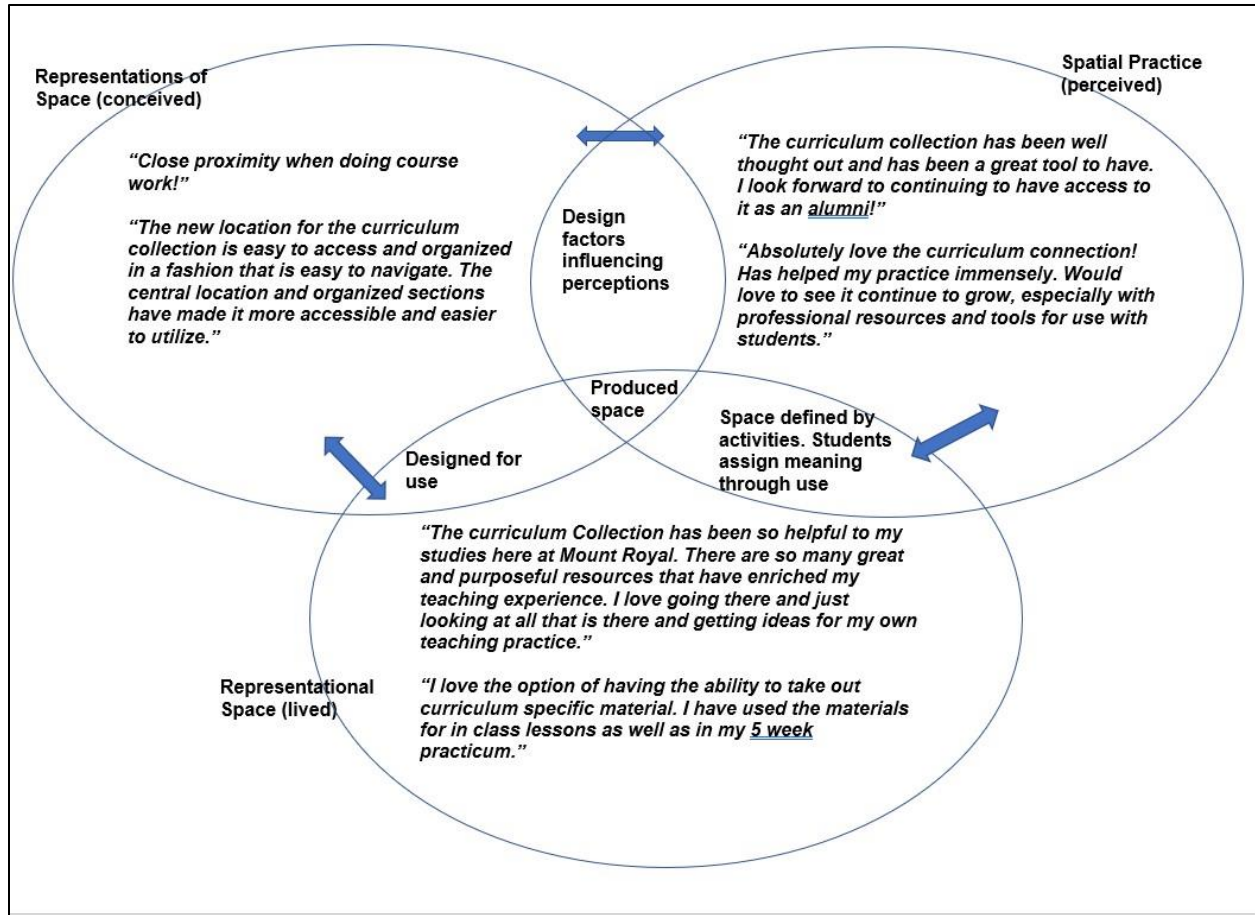 Representations of
Space (conceived)
Spatial Practice
(perceived)
“Close proximity when doing course
work!”
“The new location for the curriculum
collection is easy to access and organized
in a fashion that is easy to navigate. The
central location and organized sections
have made it more accessible and easier
to utilize.”
Design
factors
influencing
perceptions
“The curriculum collection has been well
thought out and has been a great tool to have.
I look forward to continuing to have access to
it as an alumni!”
“Absolutely love the curriculum connection!
Has helped my practice immensely. Would
love to see it continue to grow, especially with
professional resources and tools for use with
students.”
Produced
space
Designed for
use
Space defined by
activities. Students
assign meaning
through use
“The curriculum Collection has been so helpful to my
studies here at Mount Royal. There are so many great
and purposeful resources that have enriched my
teaching experience. I love going there and just
looking at all that is there and getting ideas for my own
teaching practice.”
Representational
Space (lived)
“I love the option of having the ability to take out
curriculum specific material. I have used the materials
for in class lessons as well as in my 5 week
practicum.”